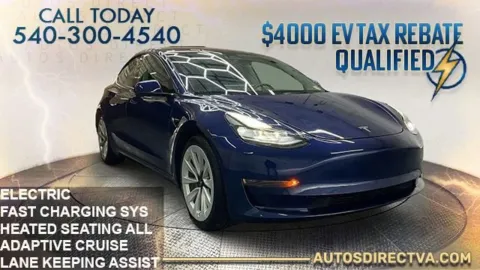 CALL TODAY
540-300-4540
$4000 EV TAX REBATE
QUALIFIED
ELECTRIC
FAST CHARGING SYS
HEATED SEATING ALL
ADAPTIVE CRUISE
LANE KEEPING ASSIST
AUTOSDIRECTVA.COM